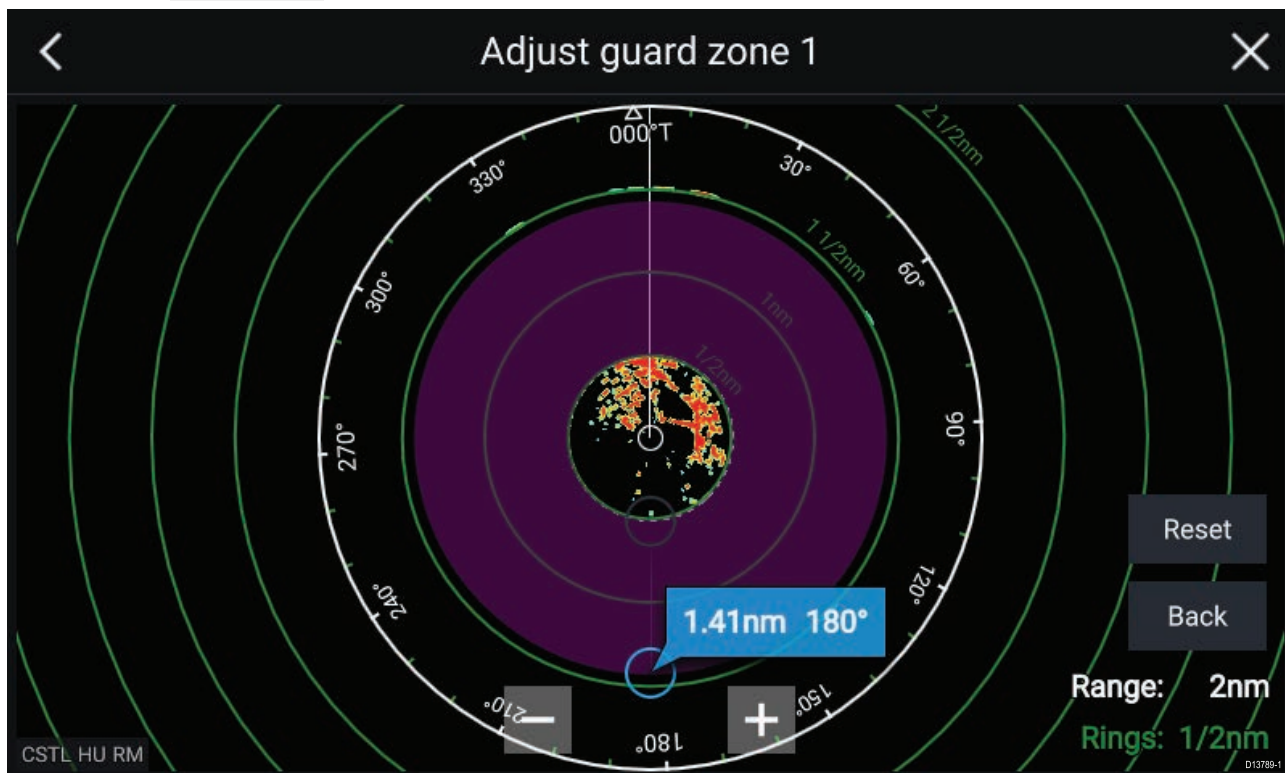 Adjust guard zone 1
000°T
30°
60°
90°
120°
150°
180°
210°
240°
270°
300°
330°
2 1/2nm
1 1/2nm
1nm
1/2nm
1.41nm 180°
Reset
Back
Range: 2nm
Rings: 1/2nm
CSTL HU RM
D13789-1